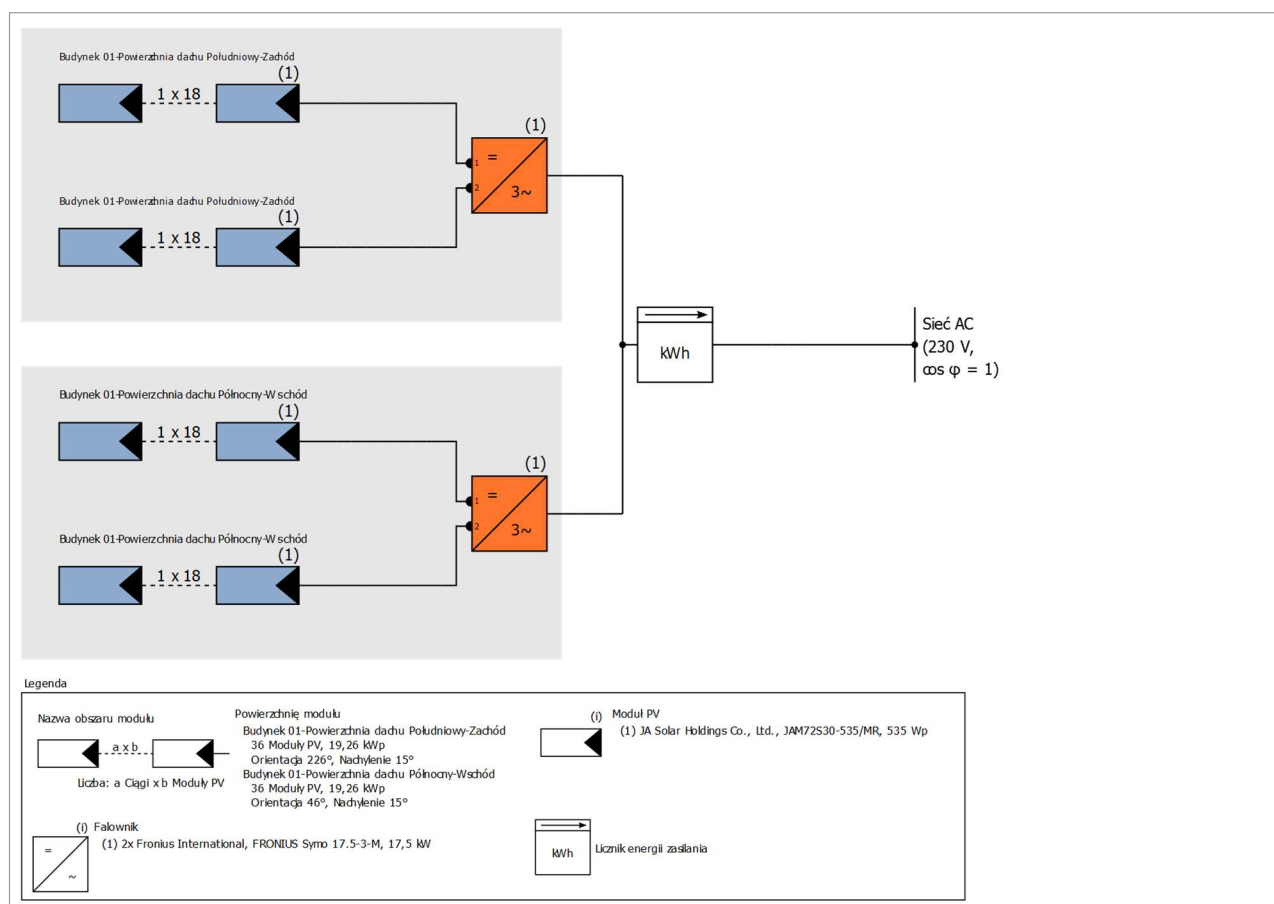 Budynek 01-Powierzchnia dachu Południowy-Zachód
(1)
1 x 18
(1)
1
=
3~
2
Budynek 01-Powierzchnia dachu Południowy-Zachód
(1)
1 x 18
kWh
Sieć AC
(230 V,
cos φ = 1)
Budynek 01-Powierzchnia dachu Północny-Wschód
(1)
1 x 18
(1)
1
=
3~
2
Budynek 01-Powierzchnia dachu Północny-Wschód
(1)
1 x 18
Legenda
Nazwa obszaru modułu
a x b
Liczba: a Ciągi x b Moduły PV
Powierzchnię modułu
Budynek 01-Powierzchnia dachu Południowy-Zachód
36 Moduły PV, 19,26 kWp
Orientacja 226°, Nachylenie 15°
Budynek 01-Powierzchnia dachu Północny-Wschód
36 Moduły PV, 19,26 kWp
Orientacja 46°, Nachylenie 15°
(i) Moduł PV
(1) JA Solar Holdings Co., Ltd., JAM72S30-535/MR, 535 Wp
(i) Falownik
(1) 2x Fronius International, FRONIUS Symo 17.5-3-M, 17,5 kW
=
~
kWh
Licznik energii zasilania